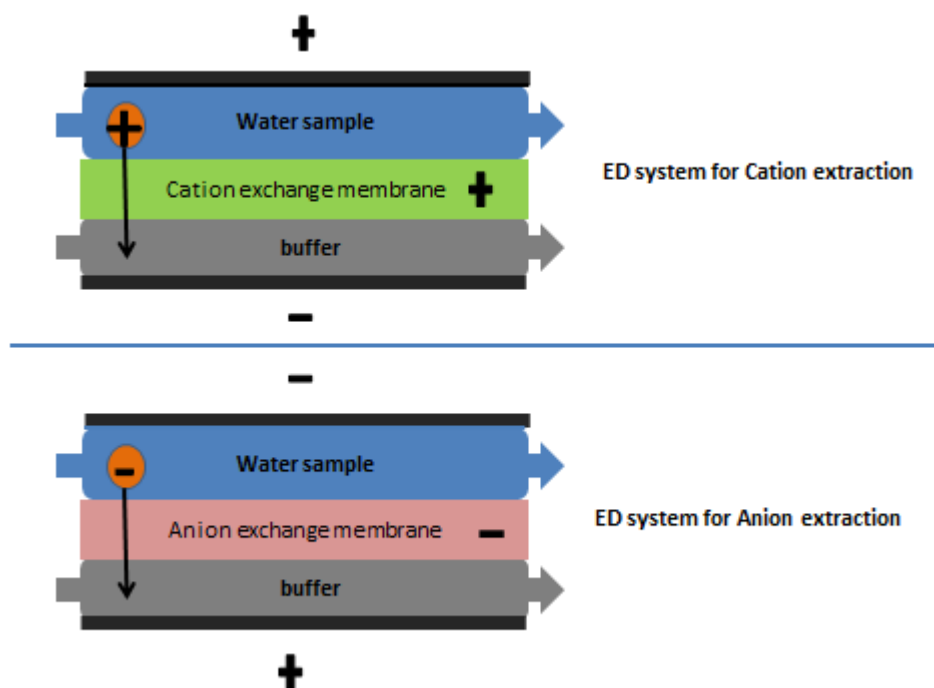 +
Water sample
+
ED system for Cation extraction
Cation exchange membrane +
buffer
-
-
Water sample
-
Anion exchange membrane -
ED system for Anion extraction
buffer
+